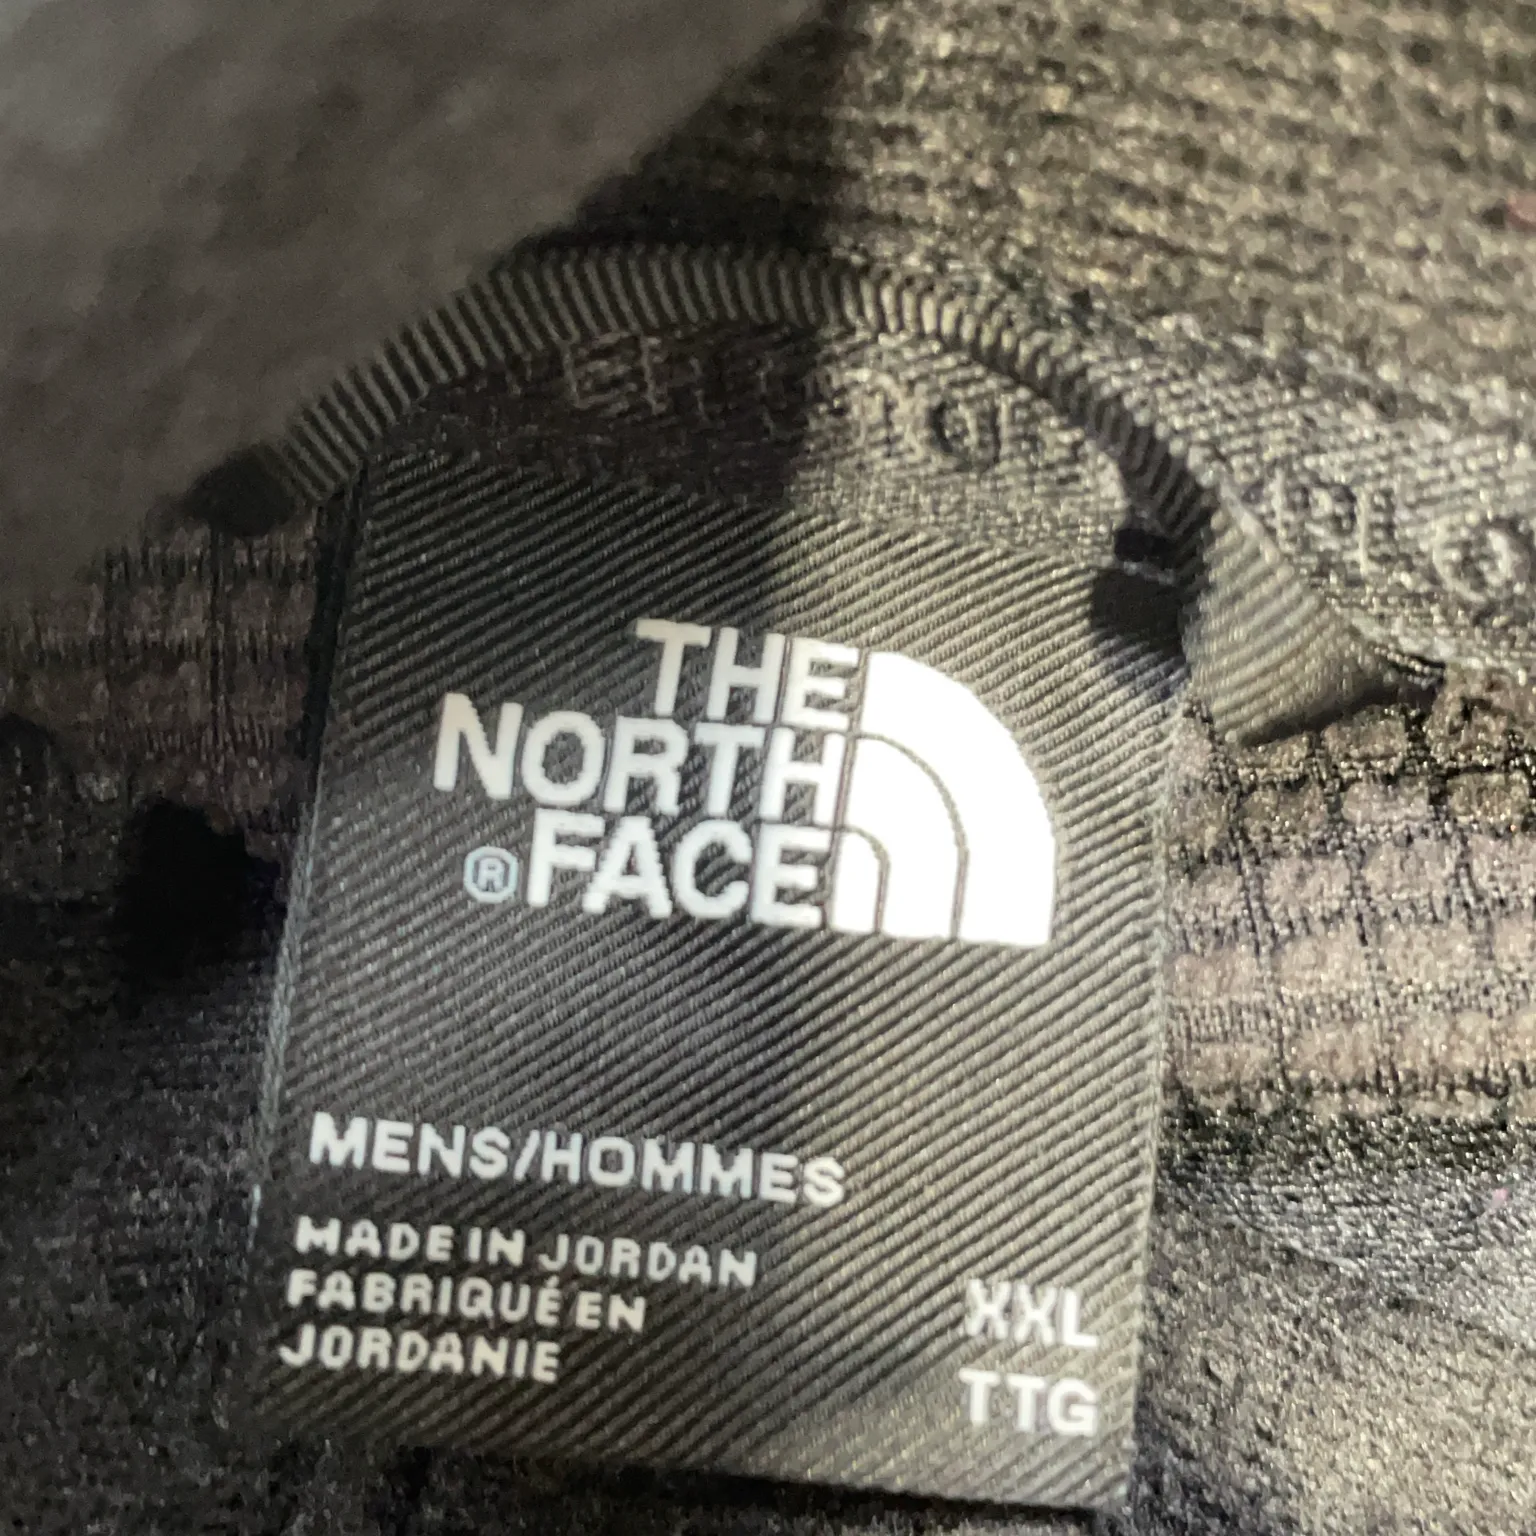 THE
NORTH
®FACE
MENS/HOMMES
MADE IN JORDAN
FABRIQUÉ EN
JORDANIE
XXL
TTG